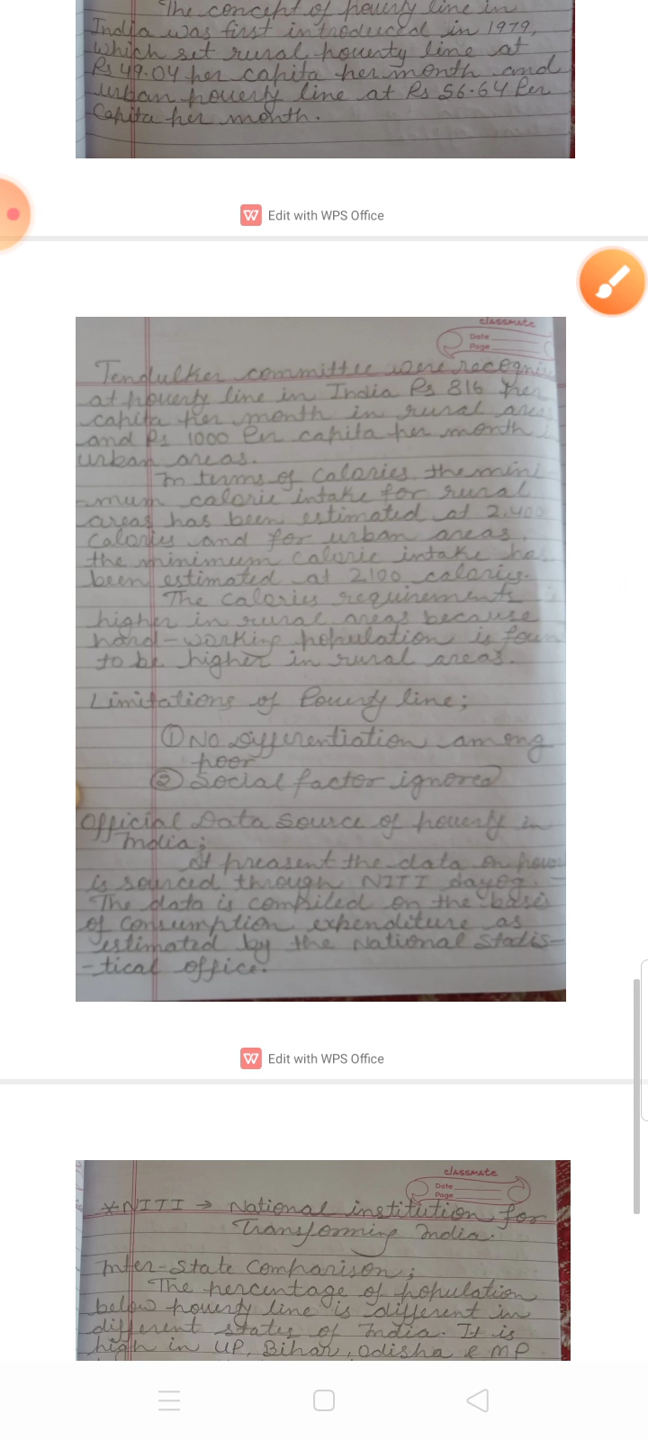 The concept of poverty line in
India was first introduced in 1979,
which set rural poverty line at
Rs 49.04 per capita per month and
urban poverty line at Rs 56.64 Per
Capita per month.
Edit with WPS Office
classmate
Date
Page
Tendulker committee were recogni
at poverty line in India Rs 816 per
capita per month in rural area
and Rs 1000 Per capita per month i
urban areas.
In terms of calories the mini
-mum calorie intake for rural
areas has been estimated at 2,400
Calories and for urban areas,
the minimum calorie intake ha
been estimated at 2100 calories.
The calories requirements is
higher in rural areas because
hard-working population is foun
to be higher in rural areas.
Limitations of Poverty line;
① No Differentiation among
poor
② Social factor ignored
Official Data Source of poverty in
India;
At preasent the data on pove
is sourced through NITI Aayog.
The data is compiled on the basis
of consumption expenditure as
estimated by the National Statis-
-tical office.
Edit with WPS Office
classmate
Date
Page
*NITI → National institution for
Transforming India.
Inter-State Comparison;
The percentage of population
below poverty line is different in
different states of India. It is
high in UP, Bihar, Odisha & MP